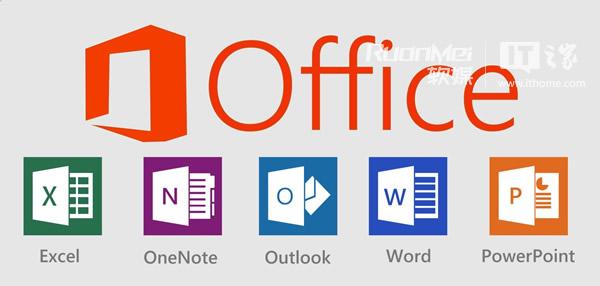 Office
RuanMei
软媒
IT之家
www.ithome.com
X
N
O
W
P
Excel
OneNote
Outlook
Word
PowerPoint